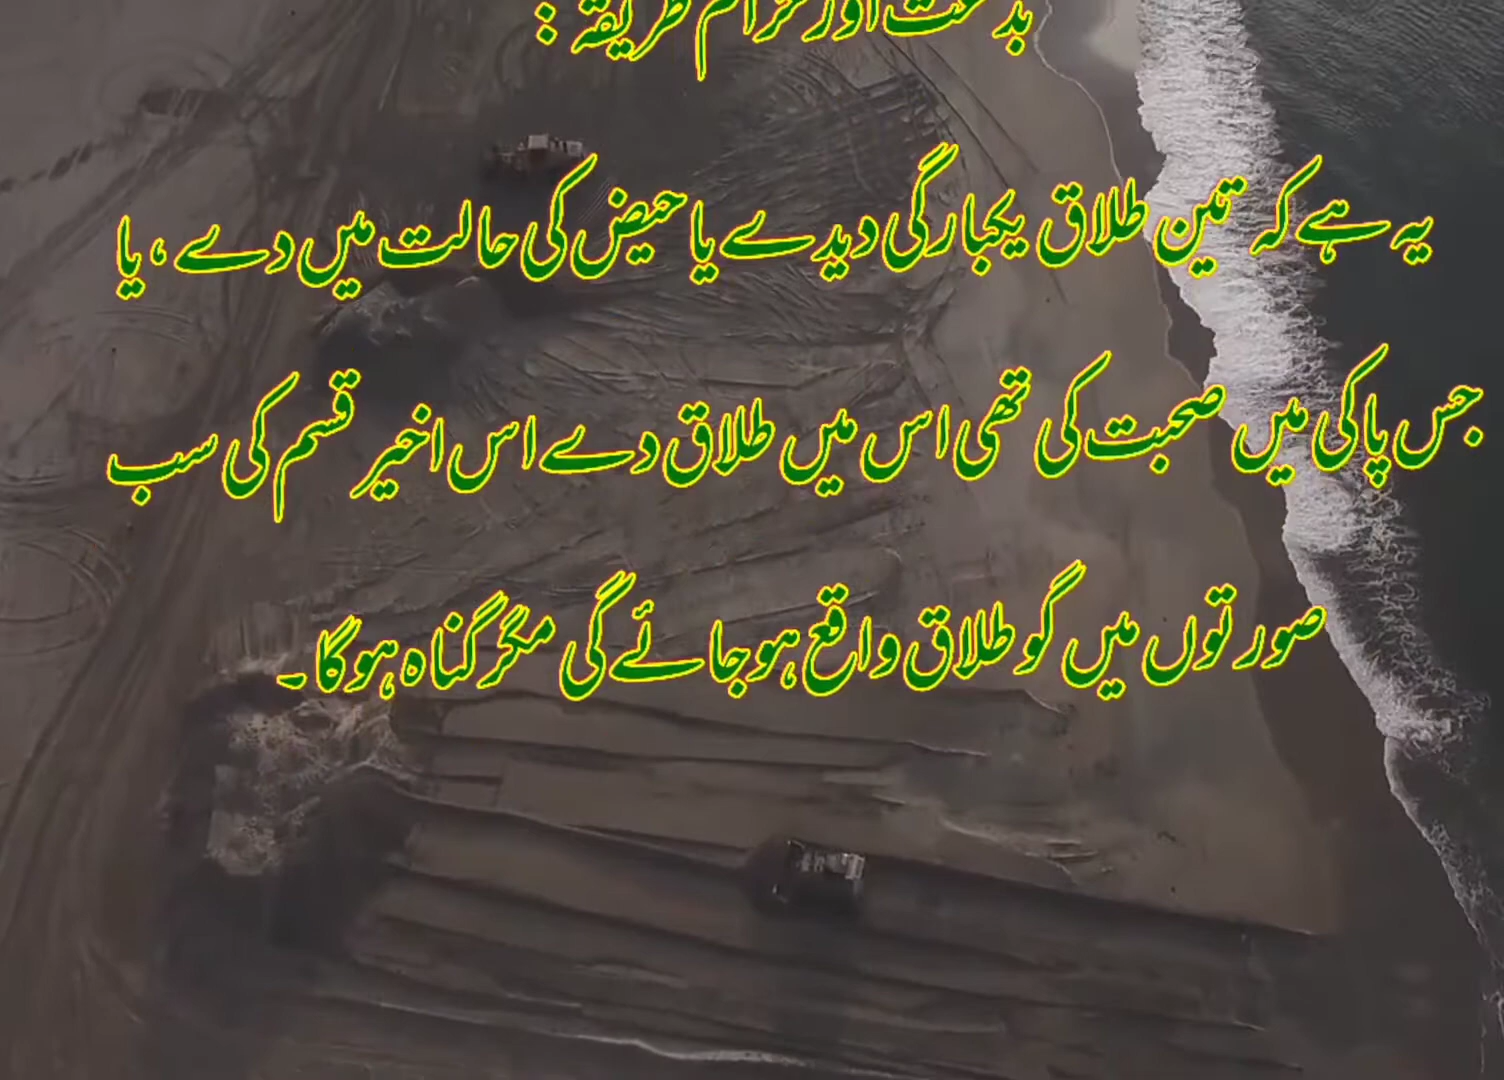 بدعت اور حرام طریقہ :
یہ ہے کہ تین طلاق یکبارگی دیدے یا حیض کی حالت میں دے ، یا
جس پاکی میں صحبت کی تھی اس میں طلاق دے اس اخیر قسم کی سب
صورتوں میں گو طلاق واقع ہوجائے گی مگر گناہ ہوگا ۔